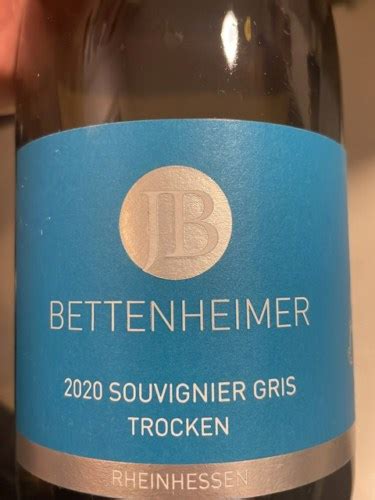 JB
BETTENHEIMER
2020 SOUVIGNIER GRIS
TROCKEN
RHEINHESSEN